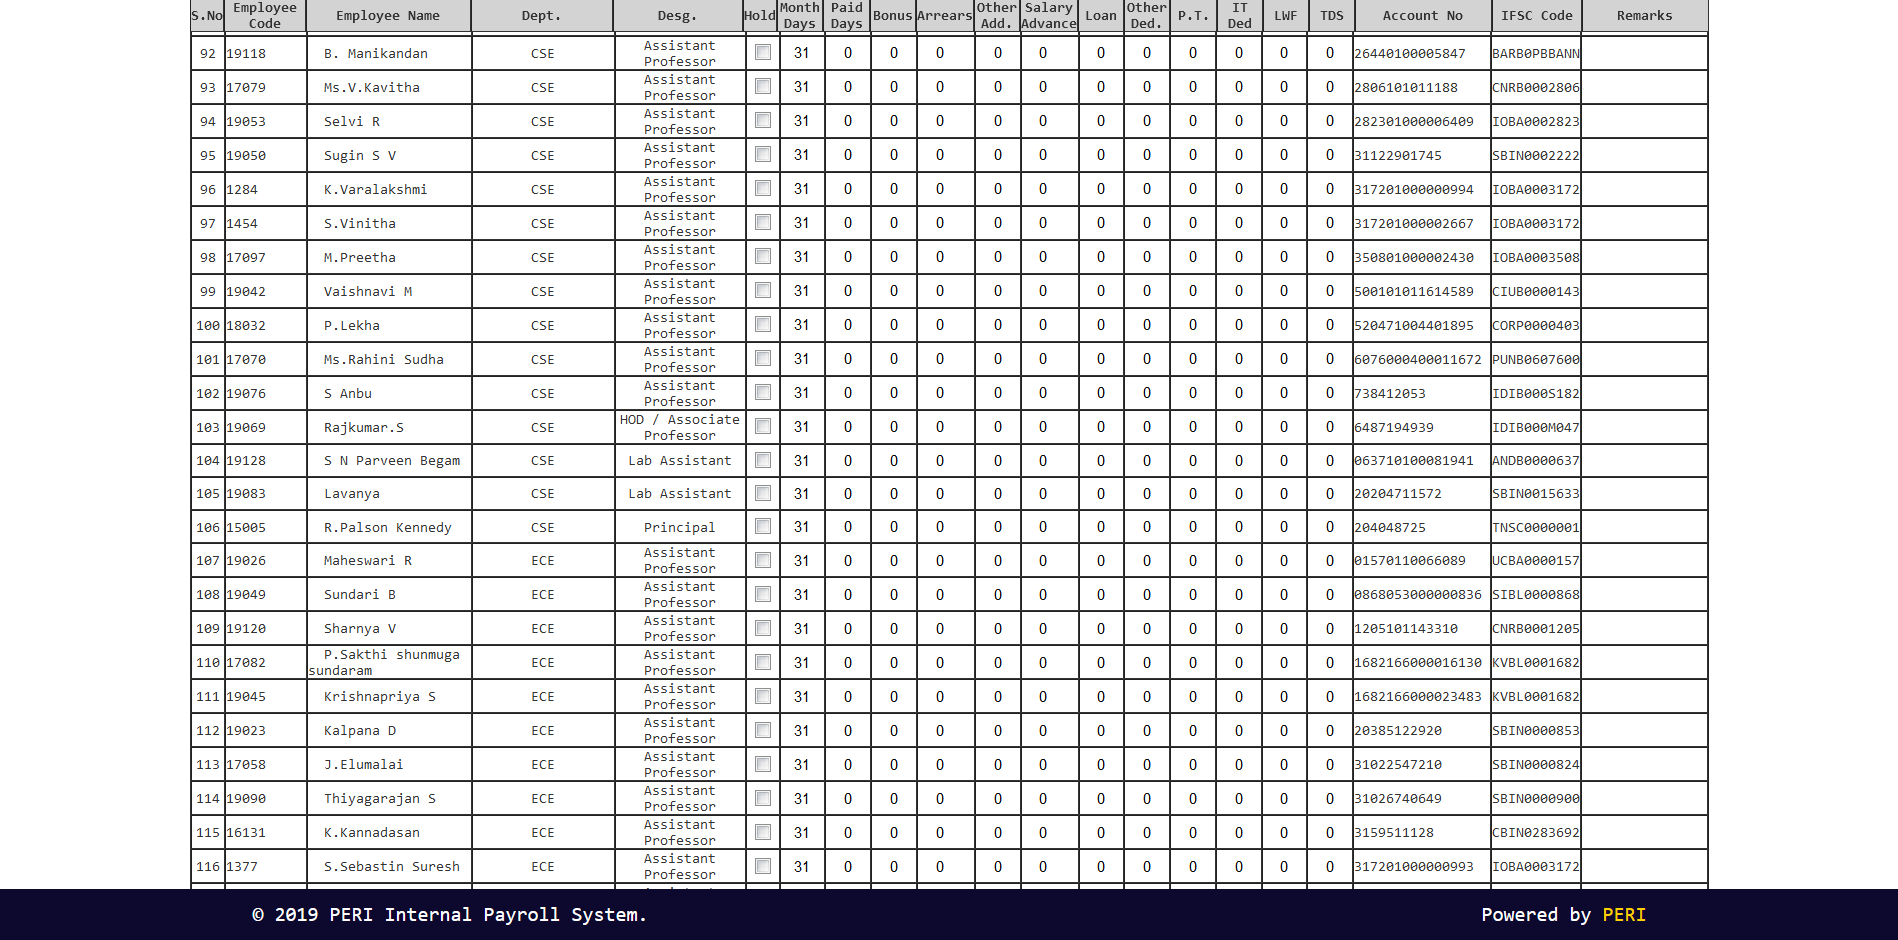 S.No Employee Code Employee Name Dept. Desg. Hold Month Days Paid Days Bonus Arrears Other Add. Salary Advance Loan Other Ded. P.T. IT Ded LWF TDS Account No IFSC Code Remarks
92 19118 B. Manikandan CSE Assistant Professor 31 0 0 0 0 0 0 0 0 0 0 0 26440100005847 BARB0PBBANN
93 17079 Ms.V.Kavitha CSE Assistant Professor 31 0 0 0 0 0 0 0 0 0 0 0 2806101011188 CNRB0002806
94 19053 Selvi R CSE Assistant Professor 31 0 0 0 0 0 0 0 0 0 0 0 282301000006409 IOBA0002823
95 19050 Sugin S V CSE Assistant Professor 31 0 0 0 0 0 0 0 0 0 0 0 31122901745 SBIN0002222
96 1284 K.Varalakshmi CSE Assistant Professor 31 0 0 0 0 0 0 0 0 0 0 0 317201000000994 IOBA0003172
97 1454 S.Vinitha CSE Assistant Professor 31 0 0 0 0 0 0 0 0 0 0 0 317201000002667 IOBA0003172
98 17097 M.Preetha CSE Assistant Professor 31 0 0 0 0 0 0 0 0 0 0 0 350801000002430 IOBA0003508
99 19042 Vaishnavi M CSE Assistant Professor 31 0 0 0 0 0 0 0 0 0 0 0 500101011614589 CIUB0000143
100 18032 P.Lekha CSE Assistant Professor 31 0 0 0 0 0 0 0 0 0 0 0 520471004401895 CORP0000403
101 17070 Ms.Rahini Sudha CSE Assistant Professor 31 0 0 0 0 0 0 0 0 0 0 0 6076000400011672 PUNB0607600
102 19076 S Anbu CSE Assistant Professor 31 0 0 0 0 0 0 0 0 0 0 0 738412053 IDIB000S182
103 19069 Rajkumar.S CSE HOD / Associate Professor 31 0 0 0 0 0 0 0 0 0 0 0 6487194939 IDIB000M047
104 19128 S N Parveen Begam CSE Lab Assistant 31 0 0 0 0 0 0 0 0 0 0 0 063710100081941 ANDB0000637
105 19083 Lavanya CSE Lab Assistant 31 0 0 0 0 0 0 0 0 0 0 0 20204711572 SBIN0015633
106 15005 R.Palson Kennedy CSE Principal 31 0 0 0 0 0 0 0 0 0 0 0 204048725 TNSC0000001
107 19026 Maheswari R ECE Assistant Professor 31 0 0 0 0 0 0 0 0 0 0 0 01570110066089 UCBA0000157
108 19049 Sundari B ECE Assistant Professor 31 0 0 0 0 0 0 0 0 0 0 0 0868053000000836 SIBL0000868
109 19120 Sharnya V ECE Assistant Professor 31 0 0 0 0 0 0 0 0 0 0 0 1205101143310 CNRB0001205
110 17082 P.Sakthi shunmuga sundaram ECE Assistant Professor 31 0 0 0 0 0 0 0 0 0 0 0 1682166000016130 KVBL0001682
111 19045 Krishnapriya S ECE Assistant Professor 31 0 0 0 0 0 0 0 0 0 0 0 1682166000023483 KVBL0001682
112 19023 Kalpana D ECE Assistant Professor 31 0 0 0 0 0 0 0 0 0 0 0 20385122920 SBIN0000853
113 17058 J.Elumalai ECE Assistant Professor 31 0 0 0 0 0 0 0 0 0 0 0 31022547210 SBIN0000824
114 19090 Thiyagarajan S ECE Assistant Professor 31 0 0 0 0 0 0 0 0 0 0 0 31026740649 SBIN0000900
115 16131 K.Kannadasan ECE Assistant Professor 31 0 0 0 0 0 0 0 0 0 0 0 3159511128 CBIN0283692
116 1377 S.Sebastin Suresh ECE Assistant Professor 31 0 0 0 0 0 0 0 0 0 0 0 317201000000993 IOBA0003172
© 2019 PERI Internal Payroll System. Powered by PERI